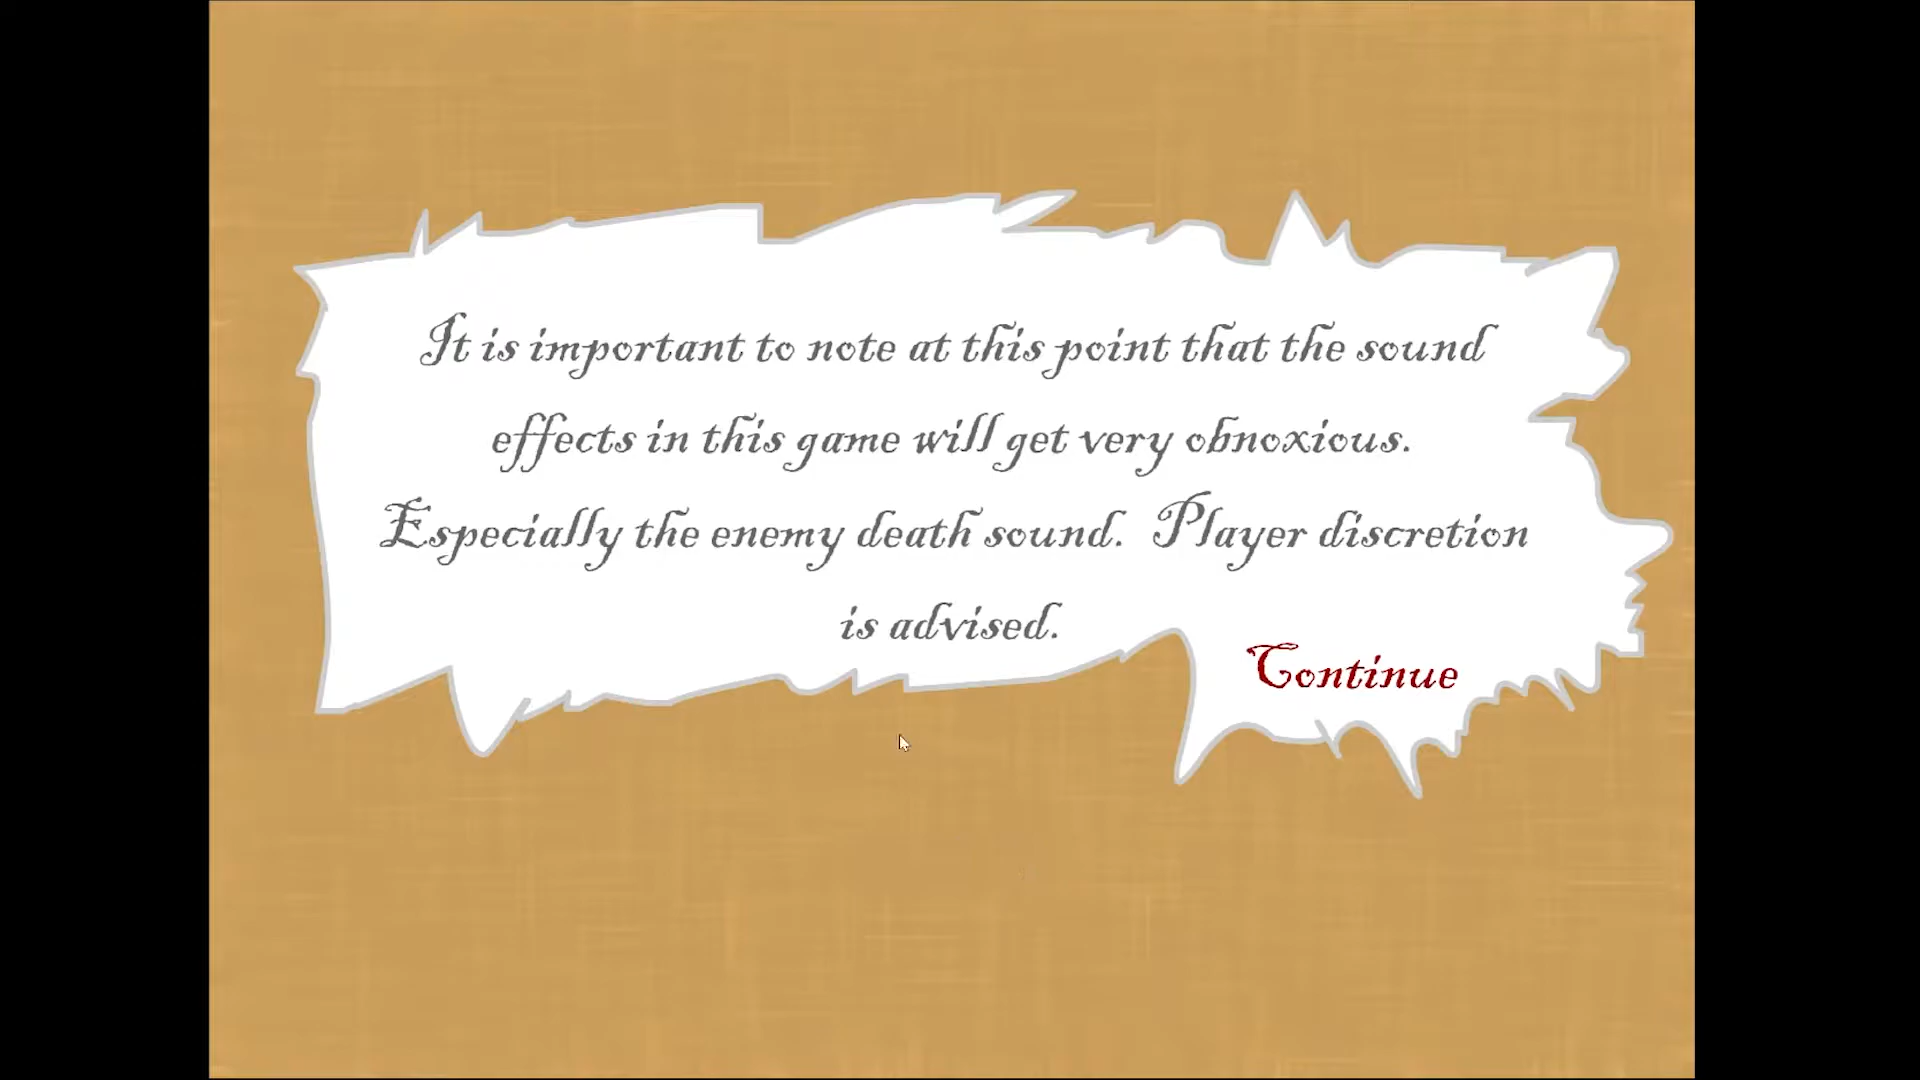 It is important to note at this point that the sound
effects in this game will get very obnoxious.
Especially the enemy death sound. Player discretion
is advised.
Continue